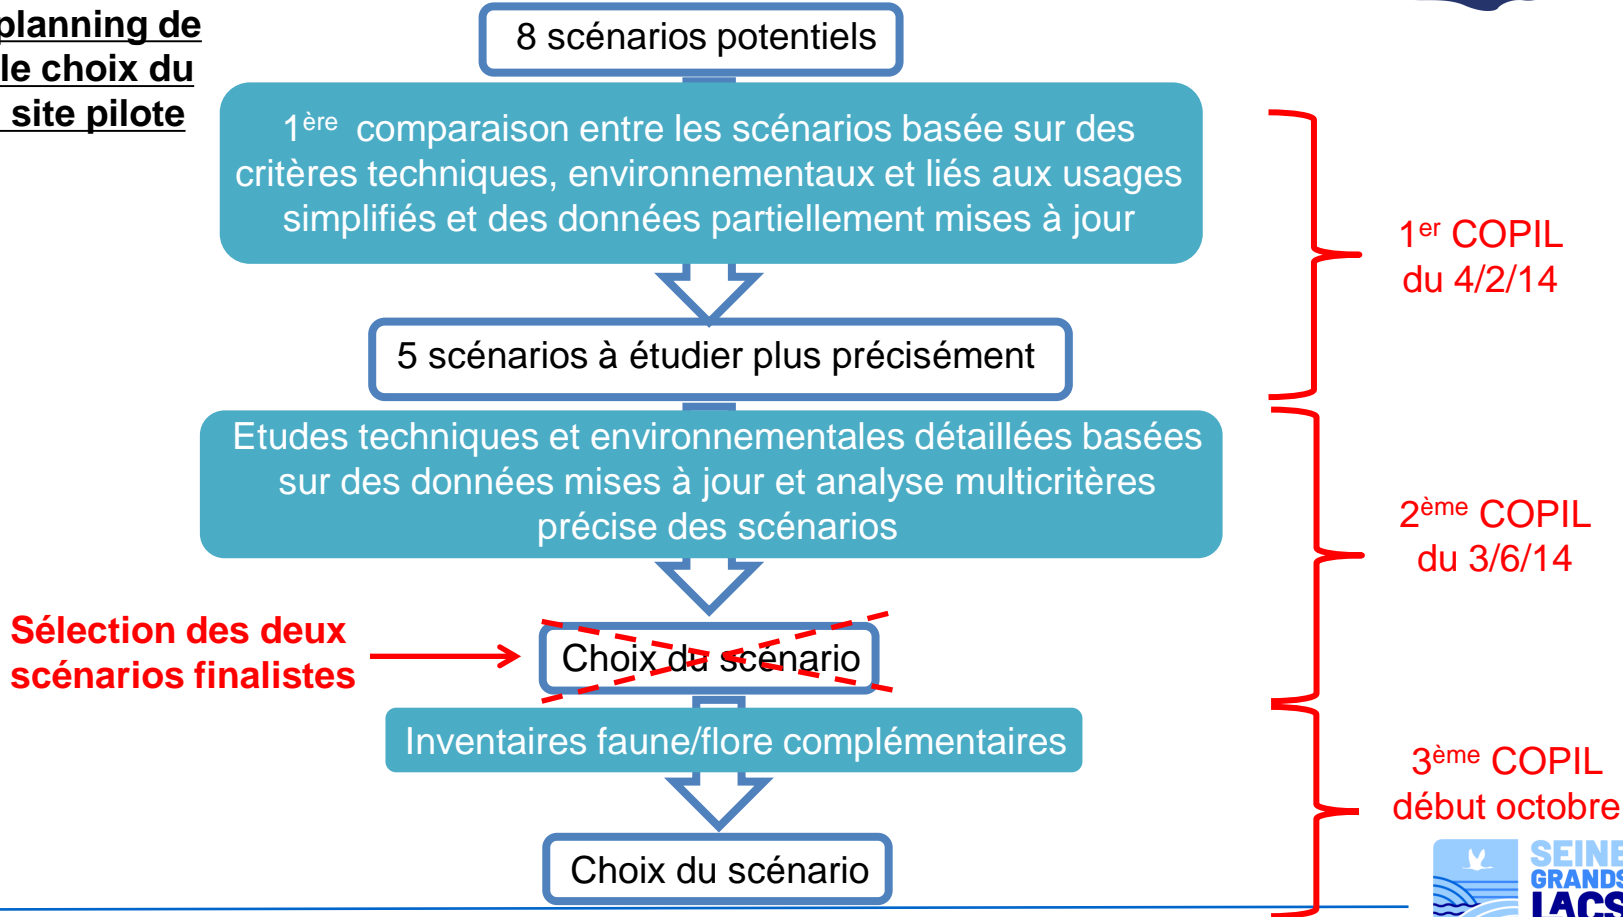 planning de
le choix du
site pilote
8 scénarios potentiels
1ère comparaison entre les scénarios basée sur des
critères techniques, environnementaux et liés aux usages
simplifiés et des données partiellement mises à jour
1er COPIL
du 4/2/14
5 scénarios à étudier plus précisément
Etudes techniques et environnementales détaillées basées
sur des données mises à jour et analyse multicritères
précise des scénarios
2ème COPIL
du 3/6/14
Sélection des deux
scénarios finalistes
Choix du scénario
Inventaires faune/flore complémentaires
3ème COPIL
début octobre
Choix du scénario
SEINE
GRANDS
LACS